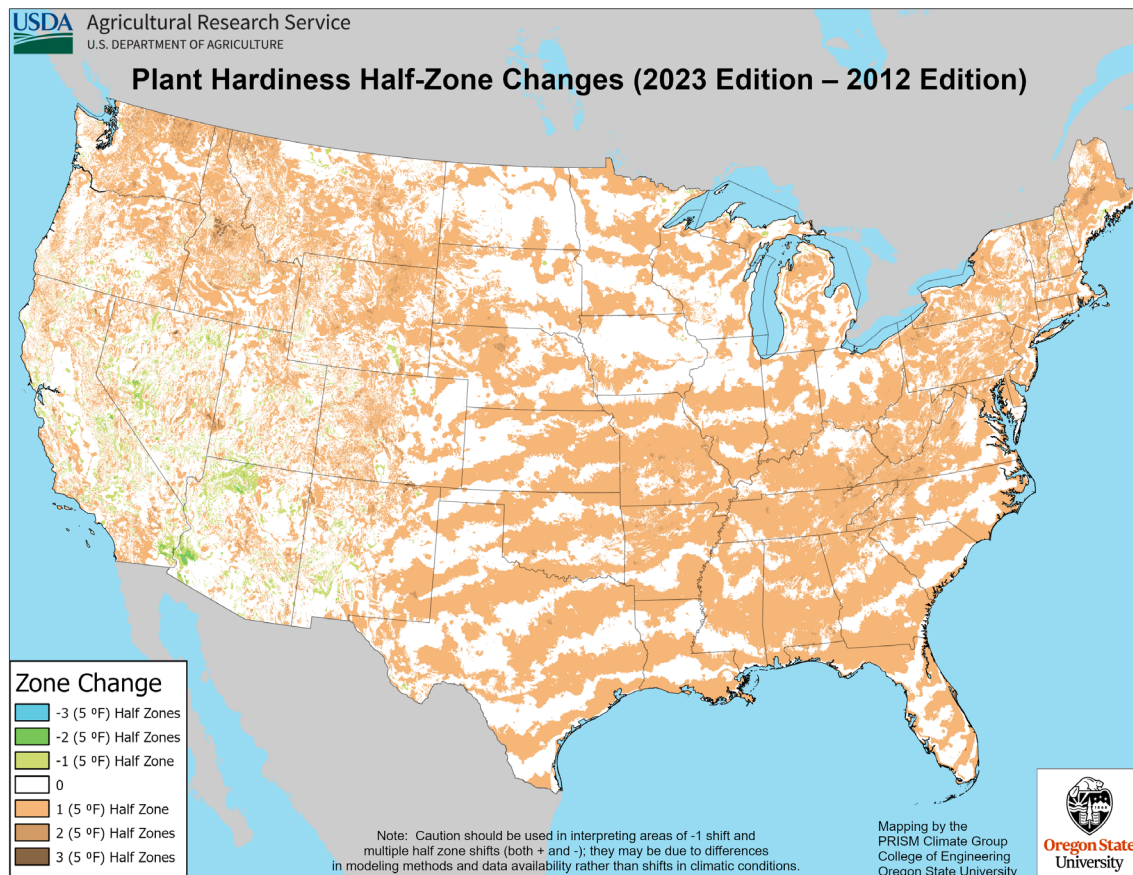 USDA
Agricultural Research Service
U.S. DEPARTMENT OF AGRICULTURE
Plant Hardiness Half-Zone Changes (2023 Edition – 2012 Edition)
Zone Change
-3 (5 ºF) Half Zones
-2 (5 ºF) Half Zones
-1 (5 ºF) Half Zone
0
1 (5 ºF) Half Zone
2 (5 ºF) Half Zones
3 (5 ºF) Half Zones
Note: Caution should be used in interpreting areas of -1 shift and
multiple half zone shifts (both + and -); they may be due to differences
in modeling methods and data availability rather than shifts in climatic conditions.
Mapping by the
PRISM Climate Group
College of Engineering
Oregon State University
Oregon State
University